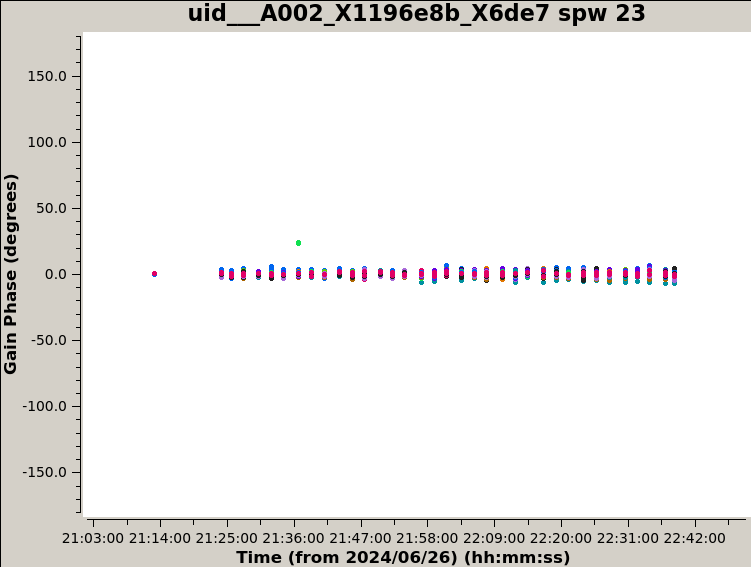 uid___A002_X1196e8b_X6de7 spw 23
150.0
100.0
50.0
0.0
-50.0
-100.0
-150.0
Gain Phase (degrees)
21:03:00 21:14:00 21:25:00 21:36:00 21:47:00 21:58:00 22:09:00 22:20:00 22:31:00 22:42:00
Time (from 2024/06/26) (hh:mm:ss)